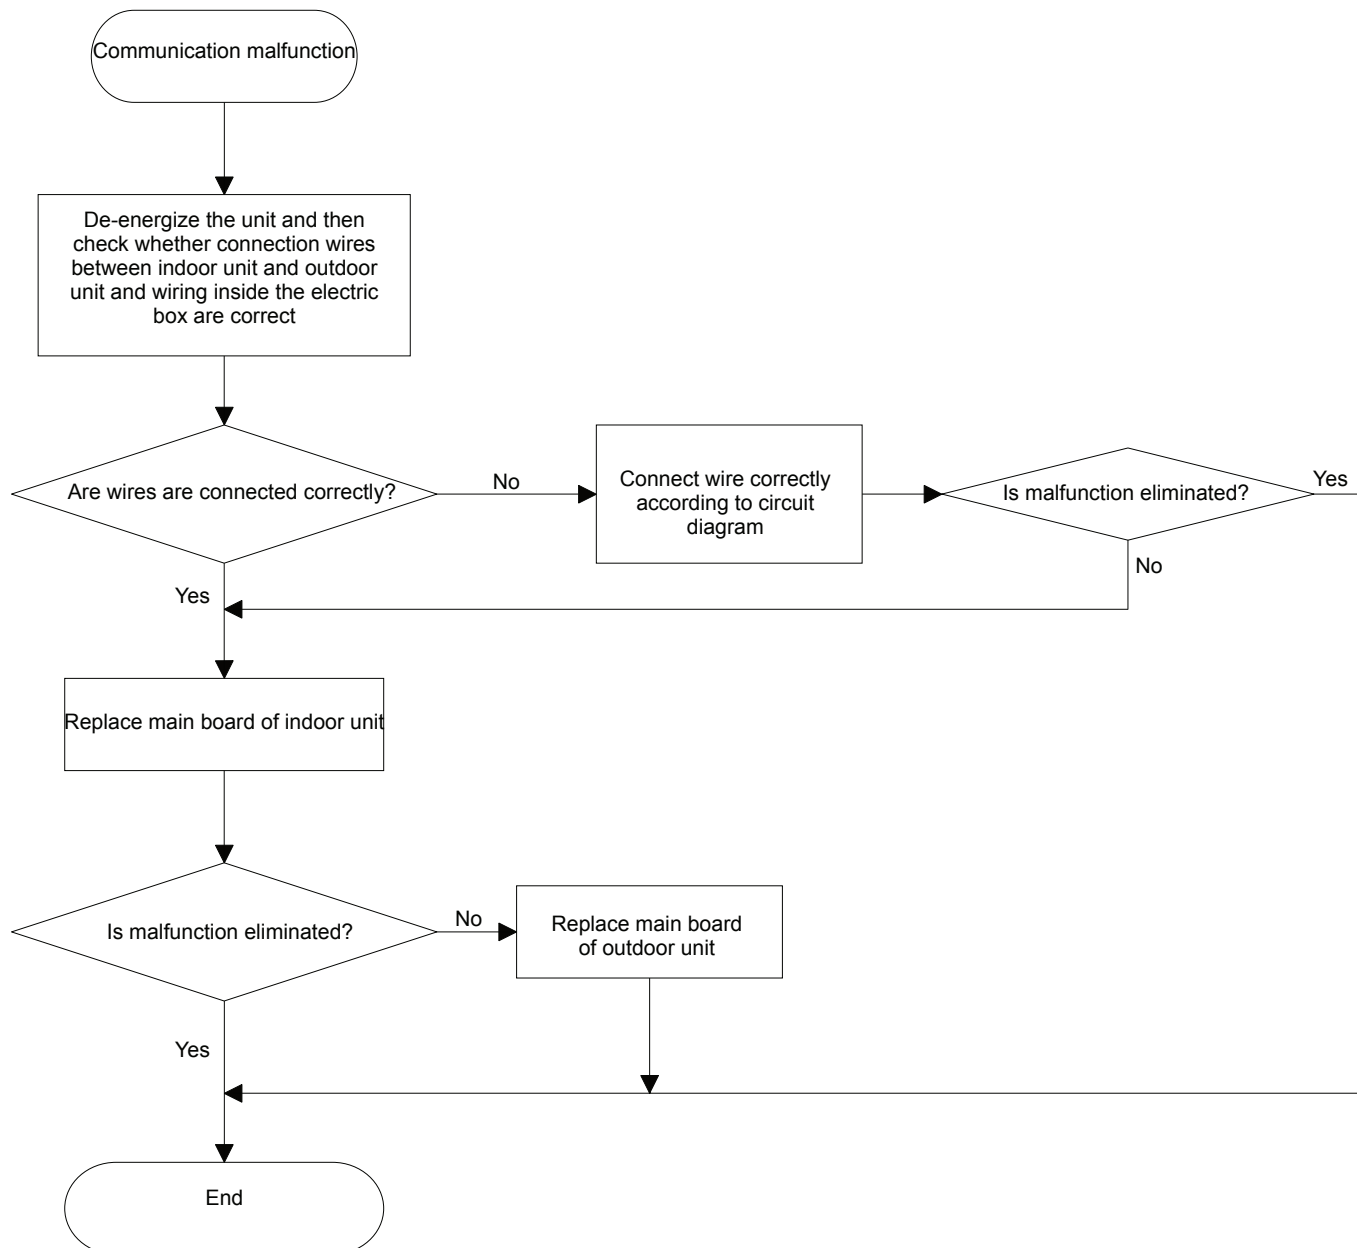 Communication malfunction
De-energize the unit and then
check whether connection wires
between indoor unit and outdoor
unit and wiring inside the electric
box are correct
Are wires are connected correctly?
No
Connect wire correctly
according to circuit
diagram
Is malfunction eliminated?
Yes
No
Yes
Replace main board of indoor unit
Is malfunction eliminated?
No
Replace main board
of outdoor unit
Yes
End